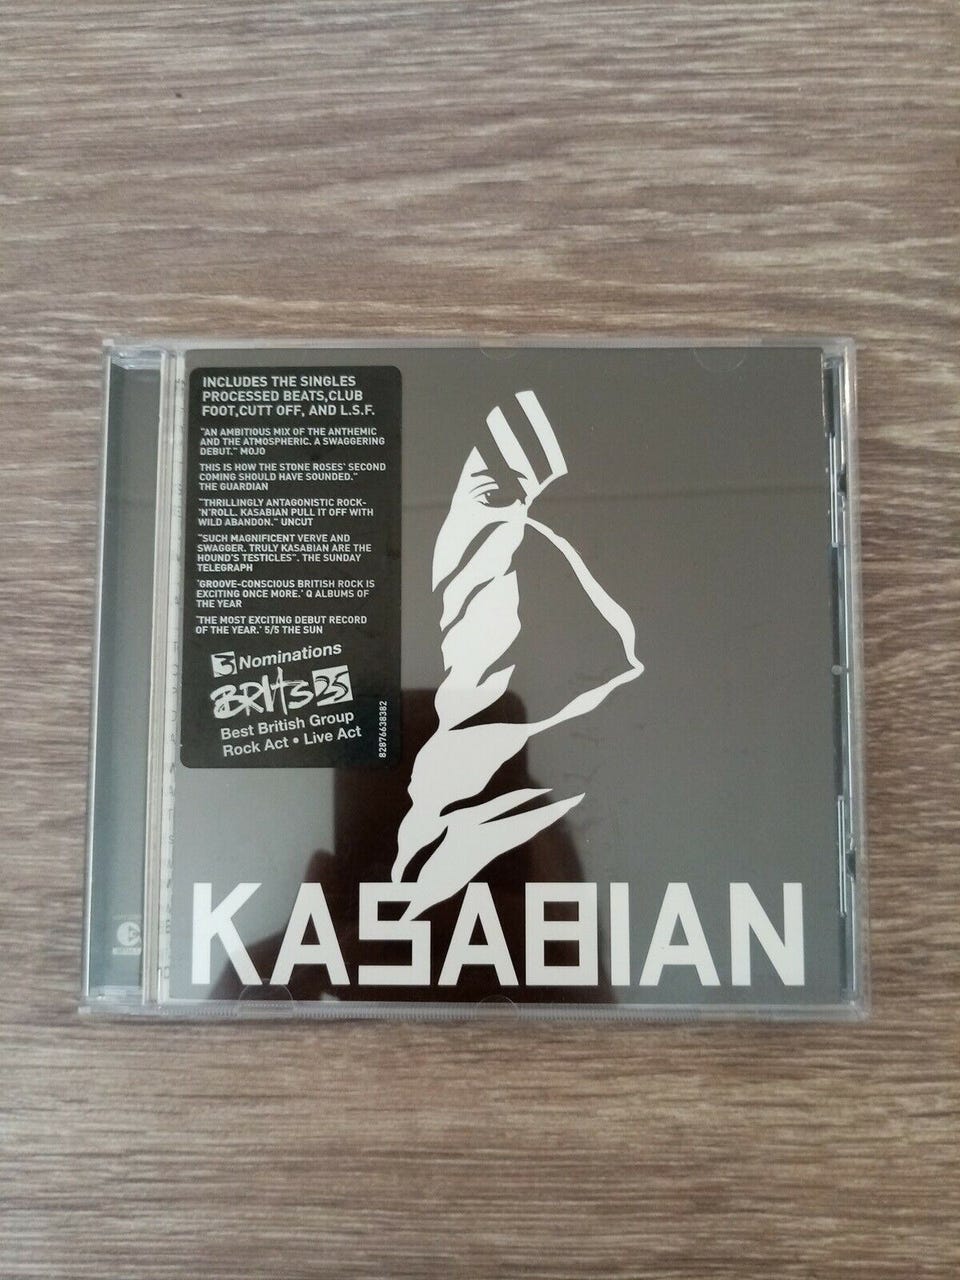 INCLUDES THE SINGLES
PROCESSED BEATS,CLUB
FOOT,CUTT OFF, AND L.S.F.
"AN AMBITIOUS MIX OF THE ANTHEMIC
AND THE ATMOSPHERIC. A SWAGGERING
DEBUT." MOJO
THIS IS HOW THE STONE ROSES' SECOND
COMING SHOULD HAVE SOUNDED."
THE GUARDIAN
"THRILLINGLY ANTAGONISTIC ROCK-
'N'ROLL. KASABIAN PULL IT OFF WITH
WILD ABANDON." UNCUT
"SUCH MAGNIFICENT VERVE AND
SWAGGER. TRULY KASABIAN ARE THE
HOUND'S TESTICLES". THE SUNDAY
TELEGRAPH
'GROOVE-CONSCIOUS BRITISH ROCK IS
EXCITING ONCE MORE.' Q ALBUMS OF
THE YEAR
'THE MOST EXCITING DEBUT RECORD
OF THE YEAR.' 5/5 THE SUN
3 Nominations
BRITS 25
Best British Group
Rock Act • Live Act
82876638382
KASABIAN